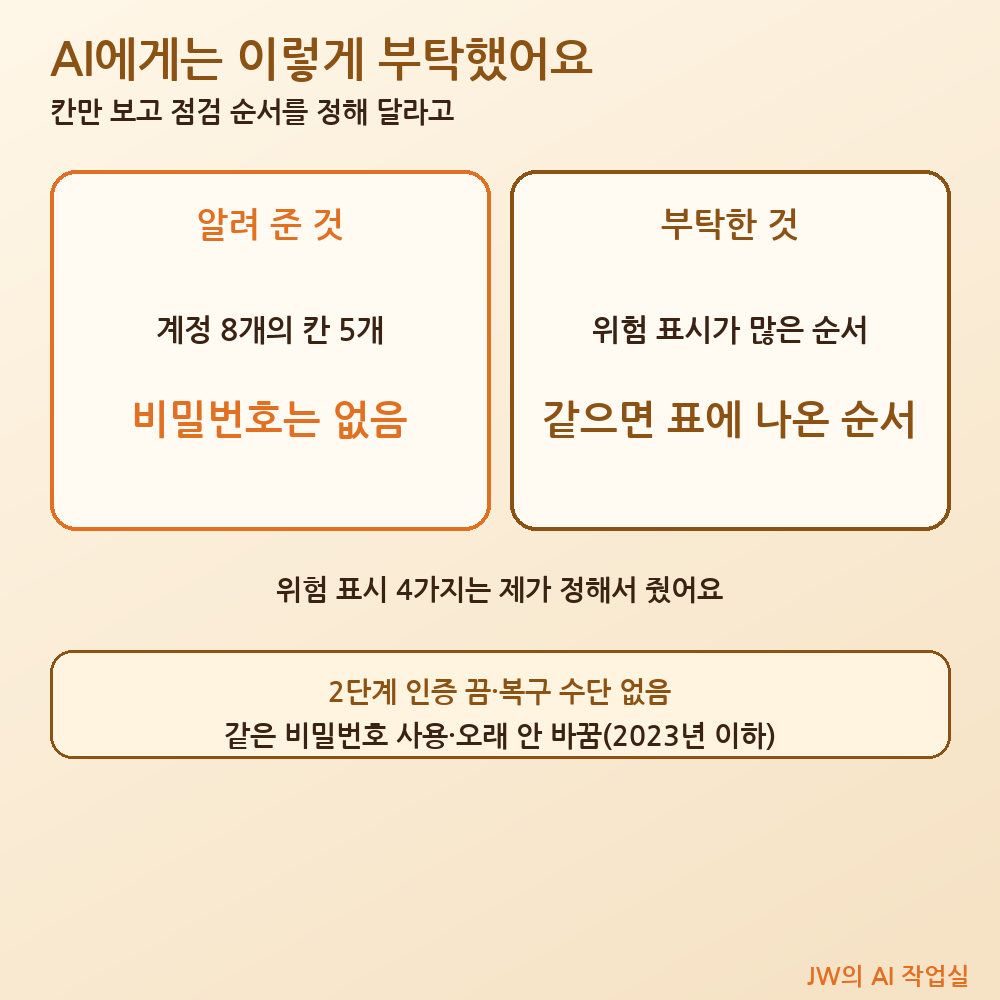 AI에게는 이렇게 부탁했어요
칸만 보고 점검 순서를 정해 달라고
알려 준 것
계정 8개의 칸 5개
비밀번호는 없음
부탁한 것
위험 표시가 많은 순서
같으면 표에 나온 순서
위험 표시 4가지는 제가 정해서 줬어요
2단계 인증 끔·복구 수단 없음
같은 비밀번호 사용·오래 안 바꿈(2023년 이하)
JW의 AI 작업실